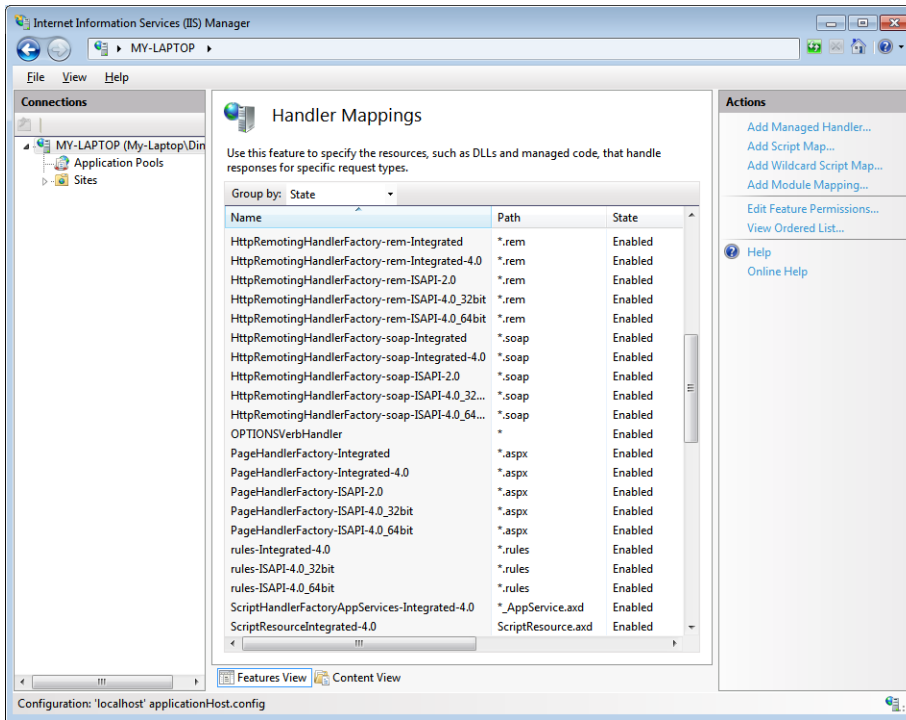 Internet Information Services (IIS) Manager
MY-LAPTOP
File View Help
Connections
MY-LAPTOP (My-Laptop\Din
Application Pools
Sites
Handler Mappings
Use this feature to specify the resources, such as DLLs and managed code, that handle
responses for specific request types.
Group by: State
Name Path State
HttpRemotingHandlerFactory-rem-Integrated *.rem Enabled
HttpRemotingHandlerFactory-rem-Integrated-4.0 *.rem Enabled
HttpRemotingHandlerFactory-rem-ISAPI-2.0 *.rem Enabled
HttpRemotingHandlerFactory-rem-ISAPI-4.0_32bit *.rem Enabled
HttpRemotingHandlerFactory-rem-ISAPI-4.0_64bit *.rem Enabled
HttpRemotingHandlerFactory-soap-Integrated *.soap Enabled
HttpRemotingHandlerFactory-soap-Integrated-4.0 *.soap Enabled
HttpRemotingHandlerFactory-soap-ISAPI-2.0 *.soap Enabled
HttpRemotingHandlerFactory-soap-ISAPI-4.0_32... *.soap Enabled
HttpRemotingHandlerFactory-soap-ISAPI-4.0_64... *.soap Enabled
OPTIONSVerbHandler * Enabled
PageHandlerFactory-Integrated *.aspx Enabled
PageHandlerFactory-Integrated-4.0 *.aspx Enabled
PageHandlerFactory-ISAPI-2.0 *.aspx Enabled
PageHandlerFactory-ISAPI-4.0_32bit *.aspx Enabled
PageHandlerFactory-ISAPI-4.0_64bit *.aspx Enabled
rules-Integrated-4.0 *.rules Enabled
rules-ISAPI-4.0_32bit *.rules Enabled
rules-ISAPI-4.0_64bit *.rules Enabled
ScriptHandlerFactoryAppServices-Integrated-4.0 *_AppService.axd Enabled
ScriptResourceIntegrated-4.0 ScriptResource.axd Enabled
Features View Content View
Actions
Add Managed Handler...
Add Script Map...
Add Wildcard Script Map...
Add Module Mapping...
Edit Feature Permissions...
View Ordered List...
Help
Online Help
Configuration: 'localhost' applicationHost.config